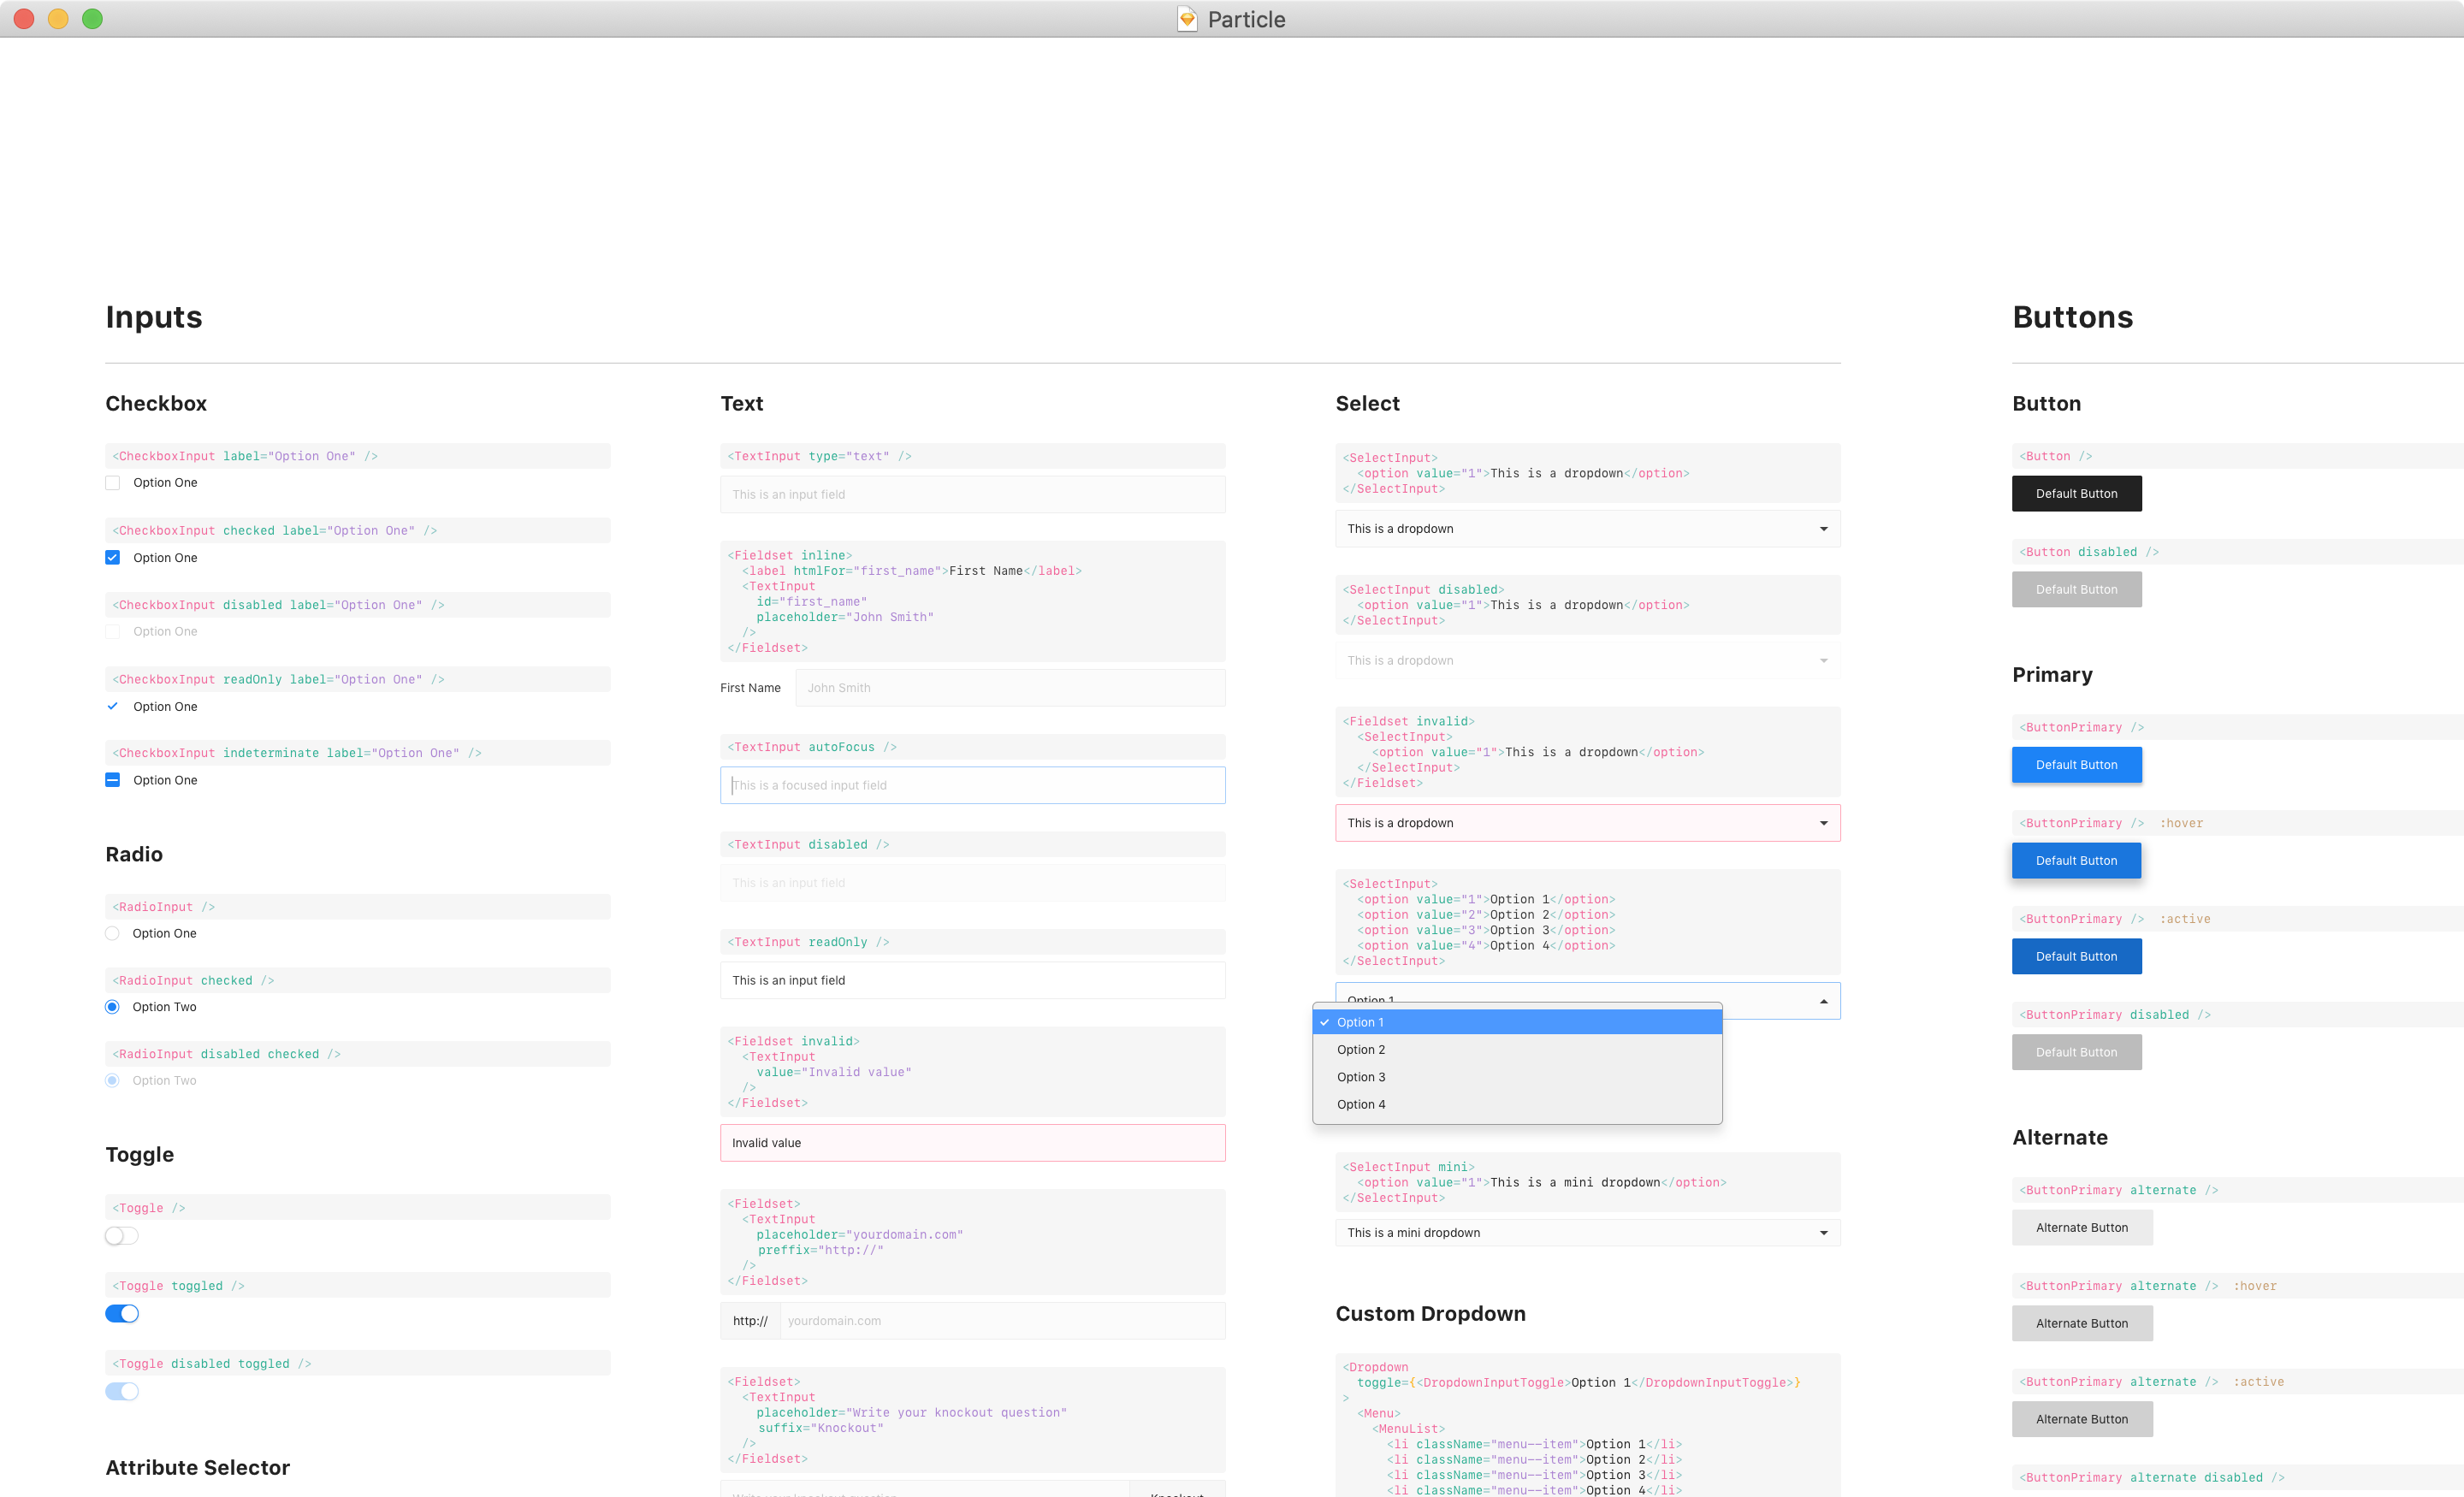 Particle
Inputs
Checkbox
<CheckboxInput label="Option One" />
Option One
<CheckboxInput checked label="Option One" />
Option One
<CheckboxInput disabled label="Option One" />
Option One
<CheckboxInput readOnly label="Option One" />
Option One
<CheckboxInput indeterminate label="Option One" />
Option One
Radio
<RadioInput />
Option One
<RadioInput checked />
Option Two
<RadioInput disabled checked />
Option Two
Toggle
<Toggle />
<Toggle toggled />
<Toggle disabled toggled />
Attribute Selector
Text
<TextInput type="text" />
This is an input field
<Fieldset inline>
<label htmlFor="first_name">First Name</label>
<TextInput
id="first_name"
placeholder="John Smith"
/>
</Fieldset>
First Name John Smith
<TextInput autoFocus />
This is a focused input field
<TextInput disabled />
This is an input field
<TextInput readOnly />
This is an input field
<Fieldset invalid>
<TextInput
value="Invalid value"
/>
</Fieldset>
Invalid value
<Fieldset>
<TextInput
placeholder="yourdomain.com"
preffix="http://"
/>
</Fieldset>
http:// yourdomain.com
<Fieldset>
<TextInput
placeholder="Write your knockout question"
suffix="Knockout"
/>
</Fieldset>
Write your knockout question Knockout
Select
<SelectInput>
<option value="1">This is a dropdown</option>
</SelectInput>
This is a dropdown
<SelectInput disabled>
<option value="1">This is a dropdown</option>
</SelectInput>
This is a dropdown
<Fieldset invalid>
<SelectInput>
<option value="1">This is a dropdown</option>
</SelectInput>
</Fieldset>
This is a dropdown
<SelectInput>
<option value="1">Option 1</option>
<option value="2">Option 2</option>
<option value="3">Option 3</option>
<option value="4">Option 4</option>
</SelectInput>
Option 1
Option 1
Option 2
Option 3
Option 4
<SelectInput mini>
<option value="1">This is a mini dropdown</option>
</SelectInput>
This is a mini dropdown
Custom Dropdown
<Dropdown
toggle={<DropdownInputToggle>Option 1</DropdownInputToggle>}
>
<Menu>
<MenuList>
<li className="menu--item">Option 1</li>
<li className="menu--item">Option 2</li>
<li className="menu--item">Option 3</li>
<li className="menu--item">Option 4</li>
Buttons
Button
<Button />
Default Button
<Button disabled />
Default Button
Primary
<ButtonPrimary />
Default Button
<ButtonPrimary /> :hover
Default Button
<ButtonPrimary /> :active
Default Button
<ButtonPrimary disabled />
Default Button
Alternate
<ButtonPrimary alternate />
Alternate Button
<ButtonPrimary alternate /> :hover
Alternate Button
<ButtonPrimary alternate /> :active
Alternate Button
<ButtonPrimary alternate disabled />